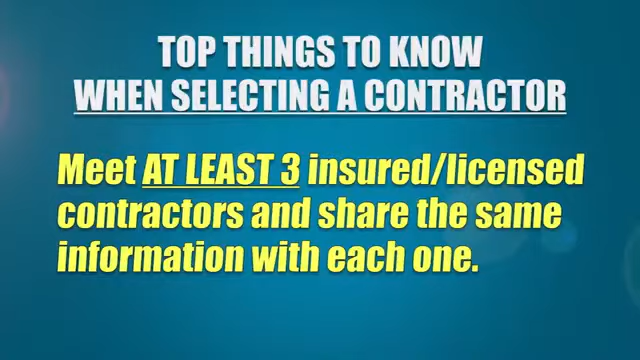 TOP THINGS TO KNOW
WHEN SELECTING A CONTRACTOR
Meet AT LEAST 3 insured/licensed
contractors and share the same
information with each one.